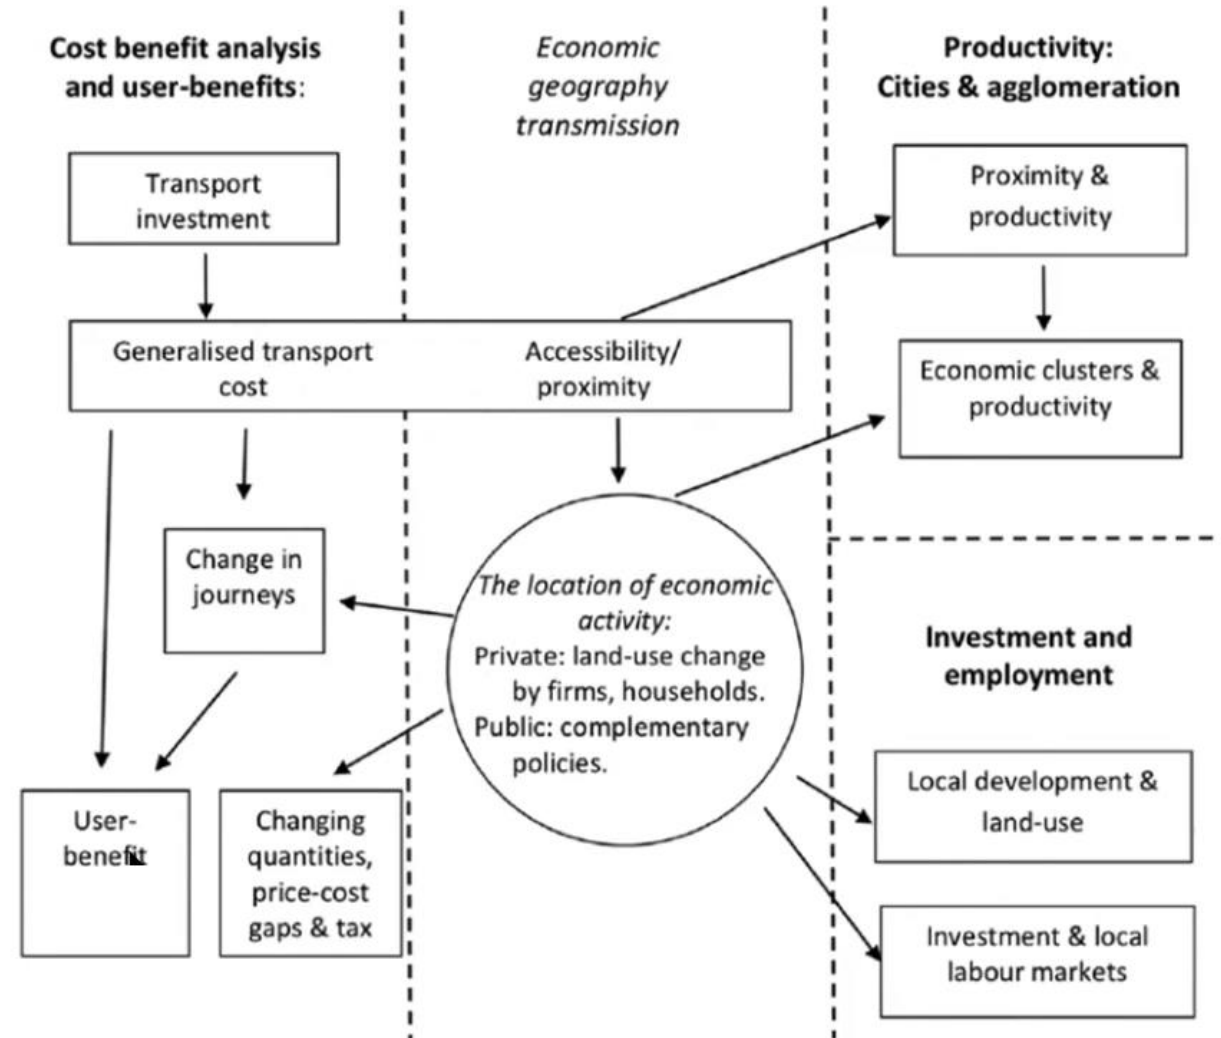 Cost benefit analysis
and user-benefits:
Economic
geography
transmission
Productivity:
Cities & agglomeration
Transport
investment
Proximity &
productivity
Generalised transport
cost
Accessibility/
proximity
Economic clusters &
productivity
Change in
journeys
The location of economic
activity:
Private: land-use change
by firms, households.
Public: complementary
policies.
Investment and
employment
User-
benefit
Changing
quantities,
price-cost
gaps & tax
Local development &
land-use
Investment & local
labour markets